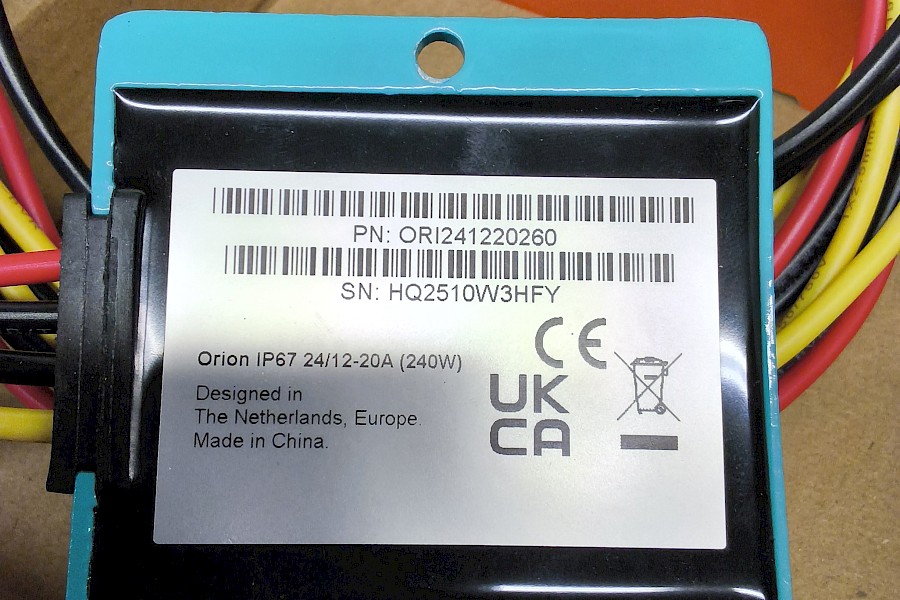 PN: ORI241220260
SN: HQ2510W3HFY
Orion IP67 24/12-20A (240W)
Designed in
The Netherlands, Europe.
Made in China.
CE
UK
CA